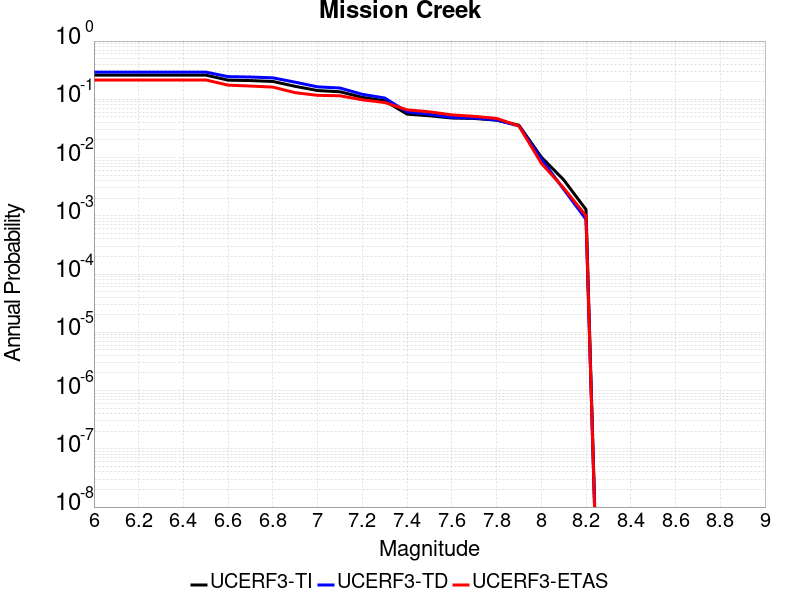 Mission Creek
10^0
10^-1
10^-2
10^-3
10^-4
10^-5
10^-6
10^-7
10^-8
Annual Probability
6 6.2 6.4 6.6 6.8 7 7.2 7.4 7.6 7.8 8 8.2 8.4 8.6 8.8 9
Magnitude
UCERF3-TI UCERF3-TD UCERF3-ETAS